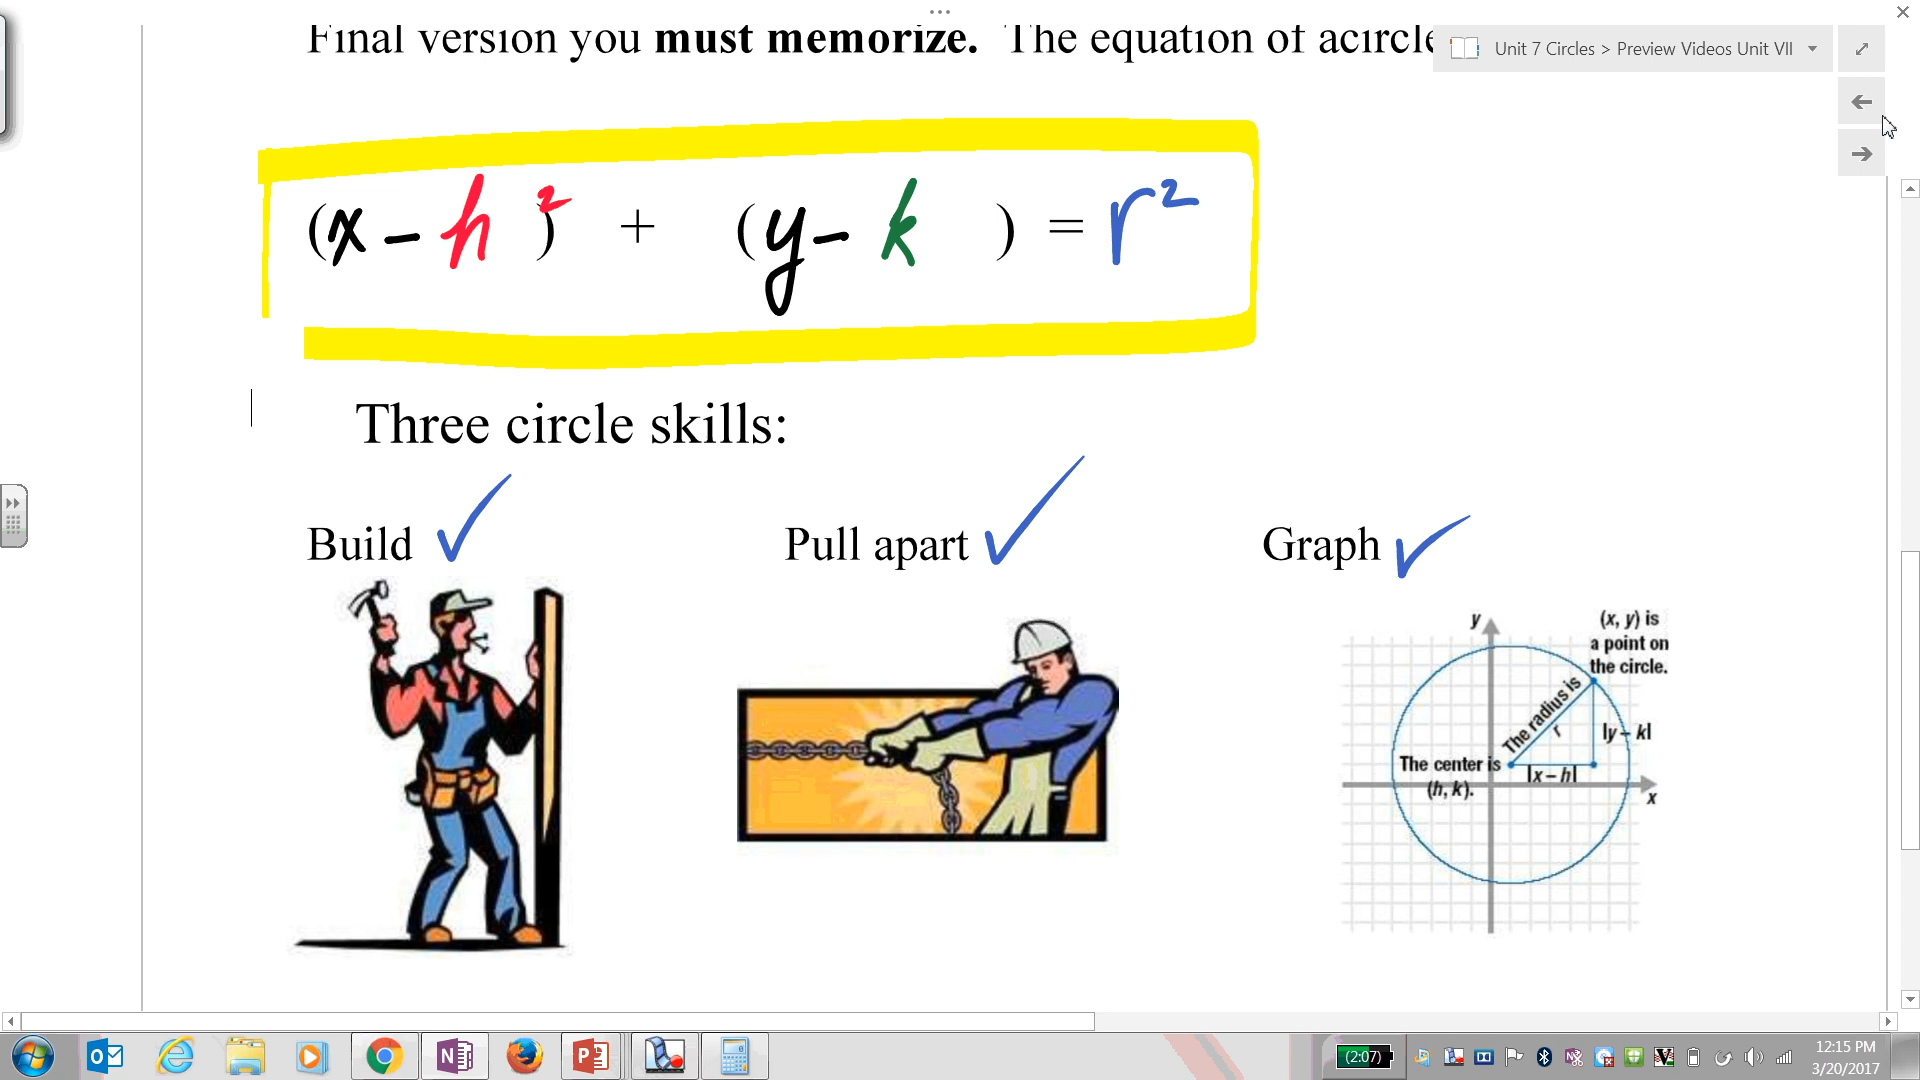 Final version you must memorize. The equation of acircle
Unit 7 Circles > Preview Videos Unit VII
(x - h )² + (y - k ) = r²
Three circle skills:
Build ✓ Pull apart ✓ Graph ✓
y
(x, y) is
a point on
the circle.
The radius is
r
|y – k|
The center is
(h, k).
|x – h|
x
(2:07)
12:15 PM
3/20/2017